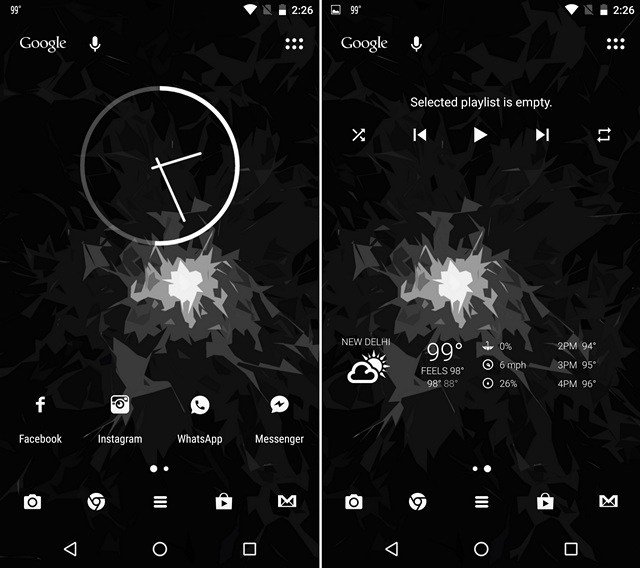 99° 2:26
Google
Facebook Instagram WhatsApp Messenger
99° 2:26
Google
Selected playlist is empty.
NEW DELHI
99°
FEELS 98°
98° 88°
0%
6 mph
26%
2PM 94°
3PM 95°
4PM 96°